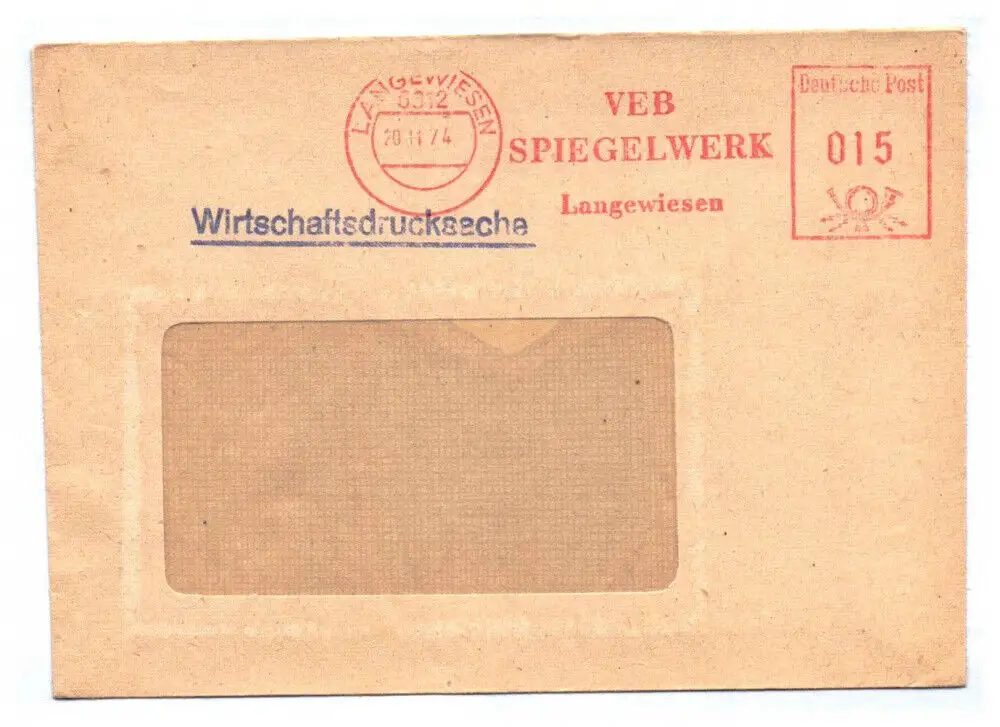 LANGEWIESEN
6312
20.11.74
VEB
SPIEGELWERK
Langewiesen
Deutsche Post
015
Wirtschaftsdrucksache